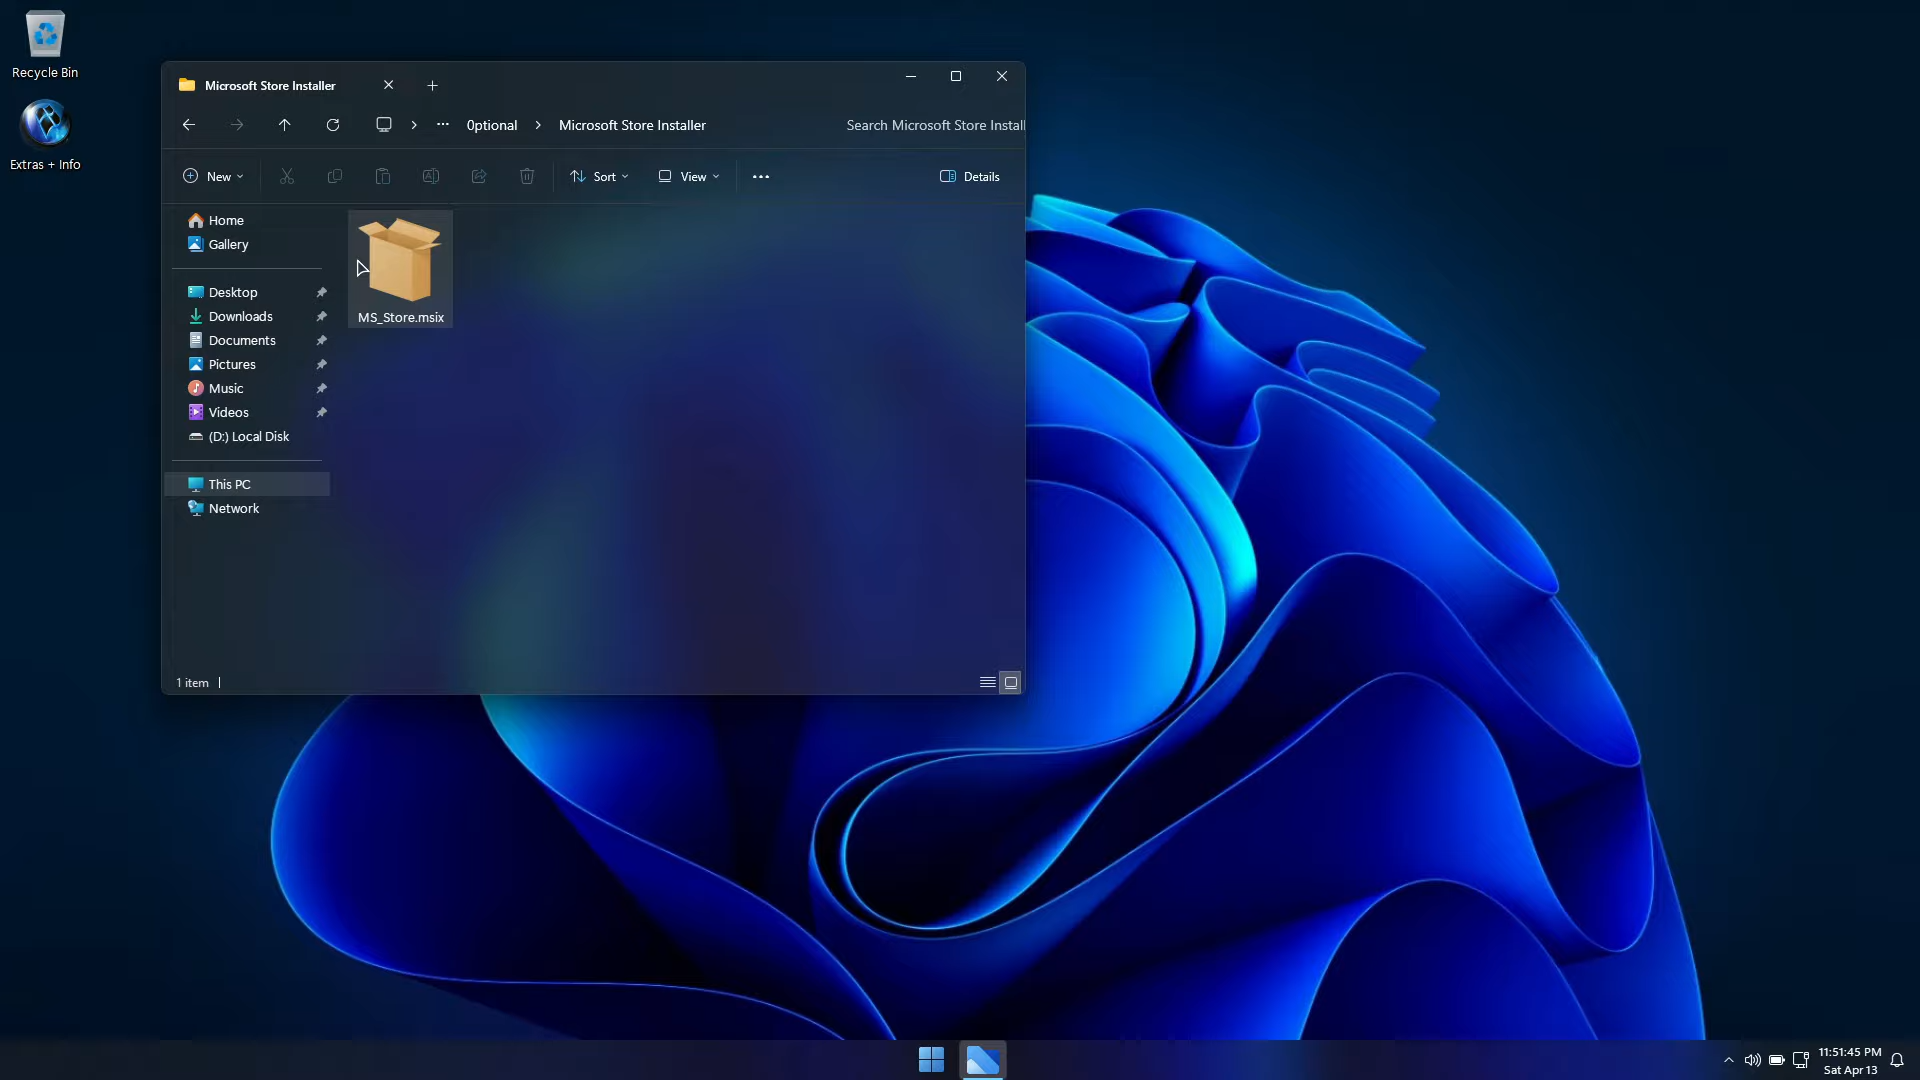 Recycle Bin
Extras + Info
Microsoft Store Installer
0ptional
Microsoft Store Installer
Search Microsoft Store Install
New
Sort
View
Details
Home
Gallery
Desktop
Downloads
Documents
Pictures
Music
Videos
(D:) Local Disk
This PC
Network
MS_Store.msix
1 item
11:51:45 PM
Sat Apr 13